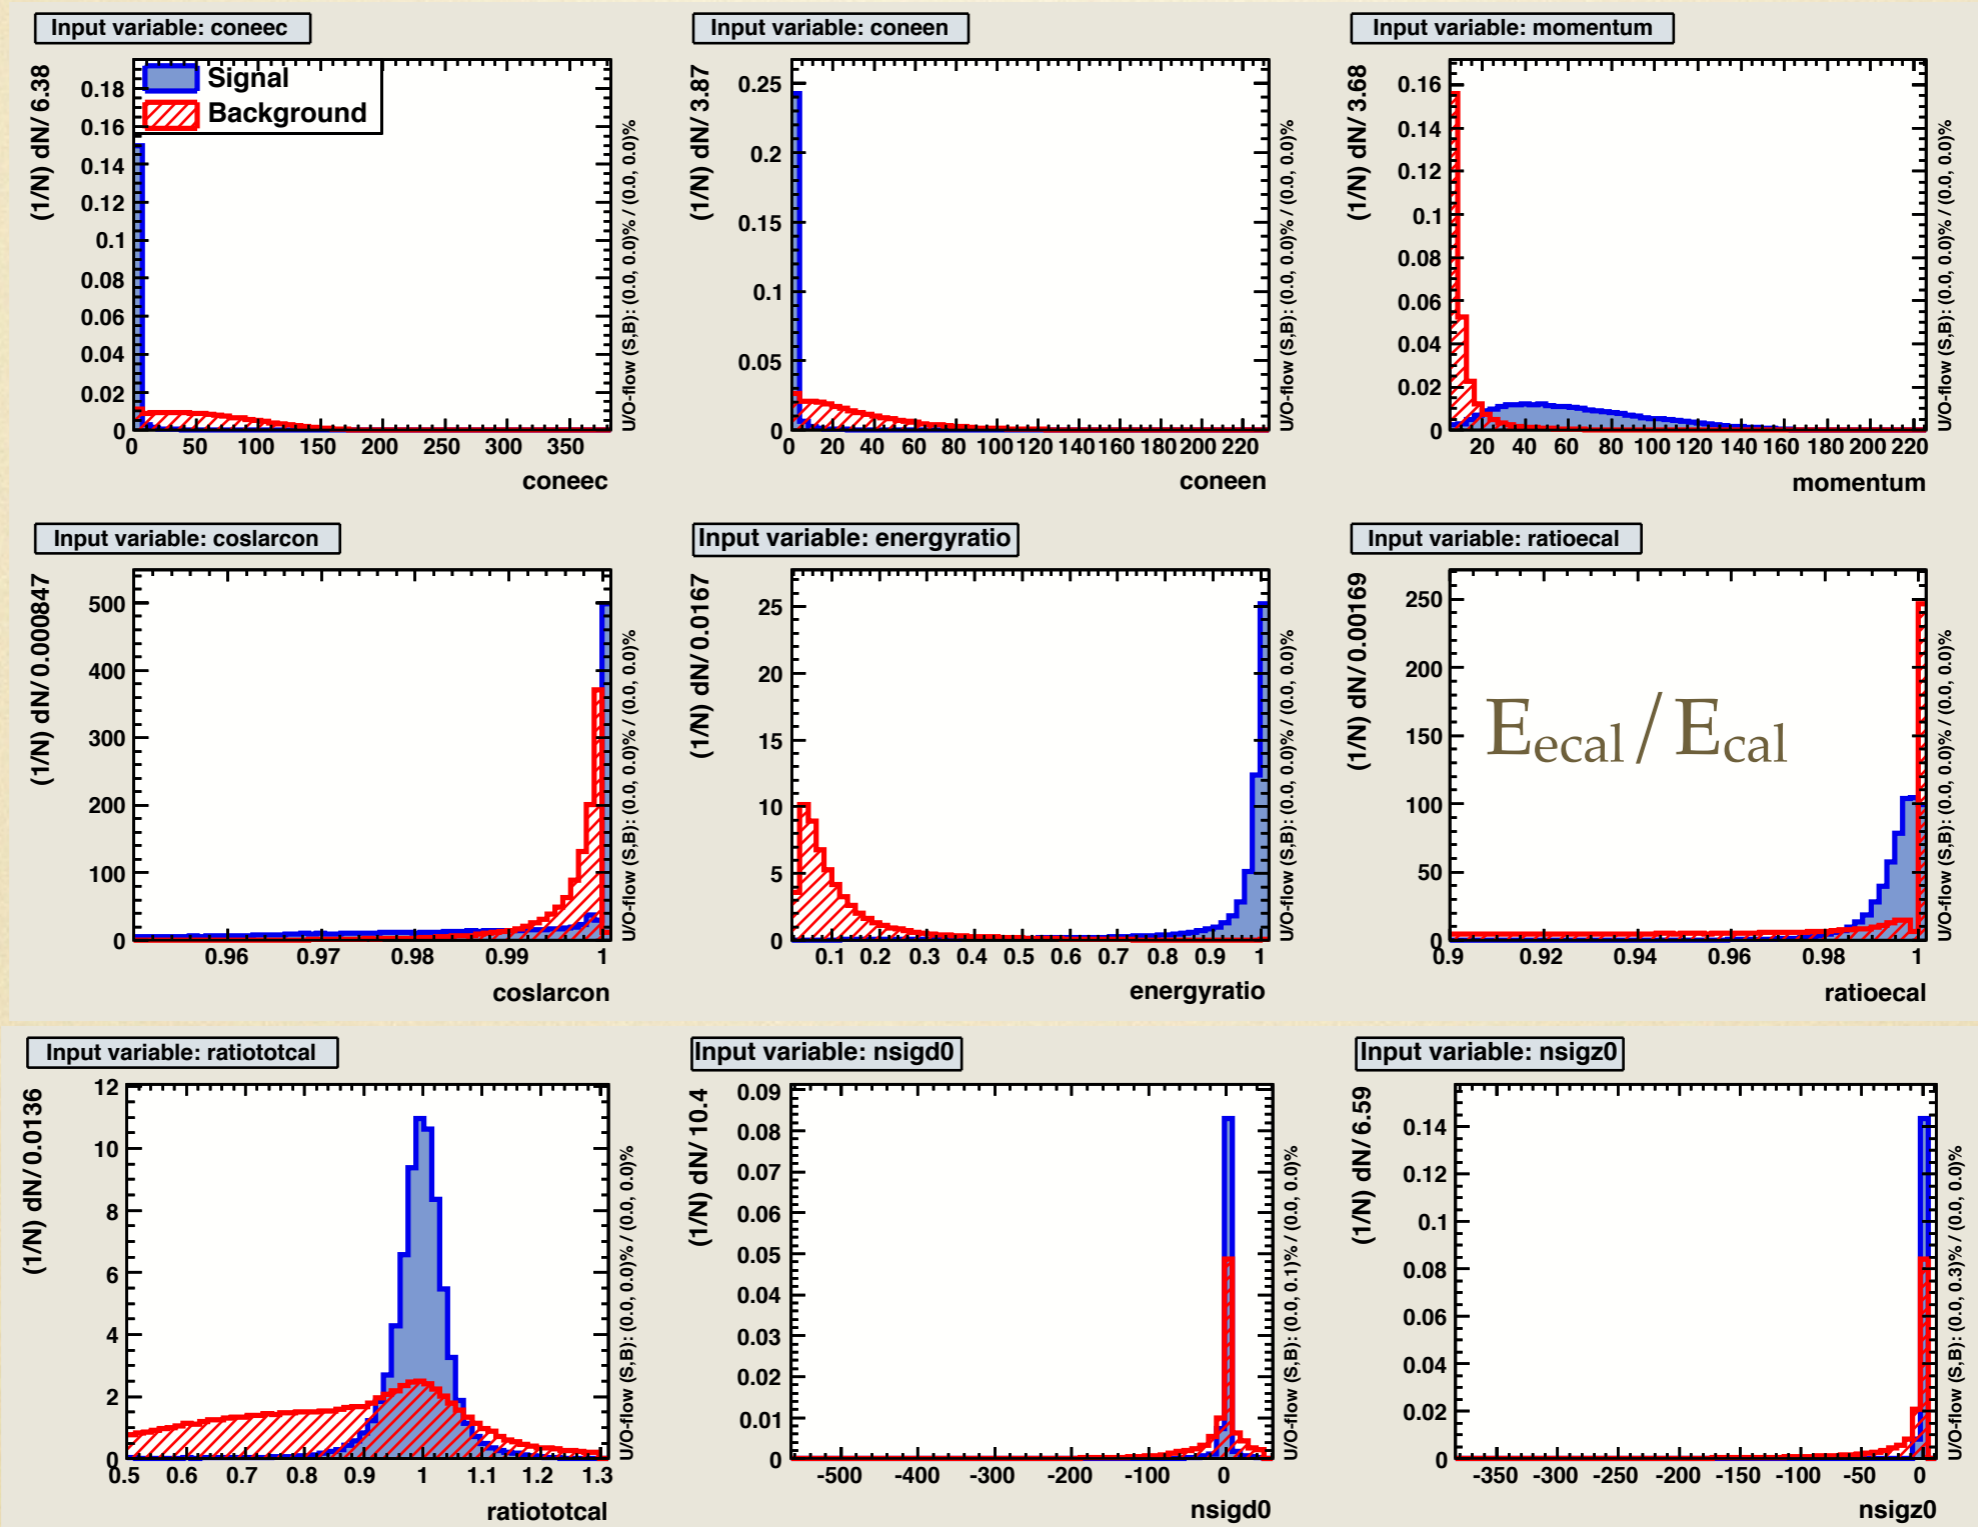 Input variable: coneec
(1/N) dN/ 6.38
Signal
Background
0.18
0.16
0.14
0.12
0.1
0.08
0.06
0.04
0.02
0
0 50 100 150 200 250 300 350
coneec
U/O-flow (S,B): (0.0, 0.0)% / (0.0, 0.0)%
Input variable: coneen
(1/N) dN/ 3.87
0.25
0.2
0.15
0.1
0.05
0
0 20 40 60 80 100 120 140 160 180 200 220
coneen
U/O-flow (S,B): (0.0, 0.0)% / (0.0, 0.0)%
Input variable: momentum
(1/N) dN/ 3.68
0.16
0.14
0.12
0.1
0.08
0.06
0.04
0.02
0
20 40 60 80 100 120 140 160 180 200 220
momentum
U/O-flow (S,B): (0.0, 0.0)% / (0.0, 0.0)%
Input variable: coslarcon
(1/N) dN/ 0.000847
500
400
300
200
100
0
0.96 0.97 0.98 0.99 1
coslarcon
U/O-flow (S,B): (0.0, 0.0)% / (0.0, 0.0)%
Input variable: energyratio
(1/N) dN/ 0.0167
25
20
15
10
5
0
0.1 0.2 0.3 0.4 0.5 0.6 0.7 0.8 0.9 1
energyratio
U/O-flow (S,B): (0.0, 0.0)% / (0.0, 0.0)%
Input variable: ratioecal
(1/N) dN/ 0.00169
250
200
150
100
50
0
Eecal / Ecal
0.9 0.92 0.94 0.96 0.98 1
ratioecal
U/O-flow (S,B): (0.0, 0.0)% / (0.0, 0.0)%
Input variable: ratiototcal
(1/N) dN/ 0.0136
12
10
8
6
4
2
0
0.5 0.6 0.7 0.8 0.9 1 1.1 1.2 1.3
ratiototcal
U/O-flow (S,B): (0.0, 0.0)% / (0.0, 0.0)%
Input variable: nsigd0
(1/N) dN/ 10.4
0.09
0.08
0.07
0.06
0.05
0.04
0.03
0.02
0.01
0
-500 -400 -300 -200 -100 0
nsigd0
U/O-flow (S,B): (0.0, 0.1)% / (0.0, 0.0)%
Input variable: nsigz0
(1/N) dN/ 6.59
0.14
0.12
0.1
0.08
0.06
0.04
0.02
0
-350 -300 -250 -200 -150 -100 -50 0
nsigz0
U/O-flow (S,B): (0.0, 0.3)% / (0.0, 0.0)%